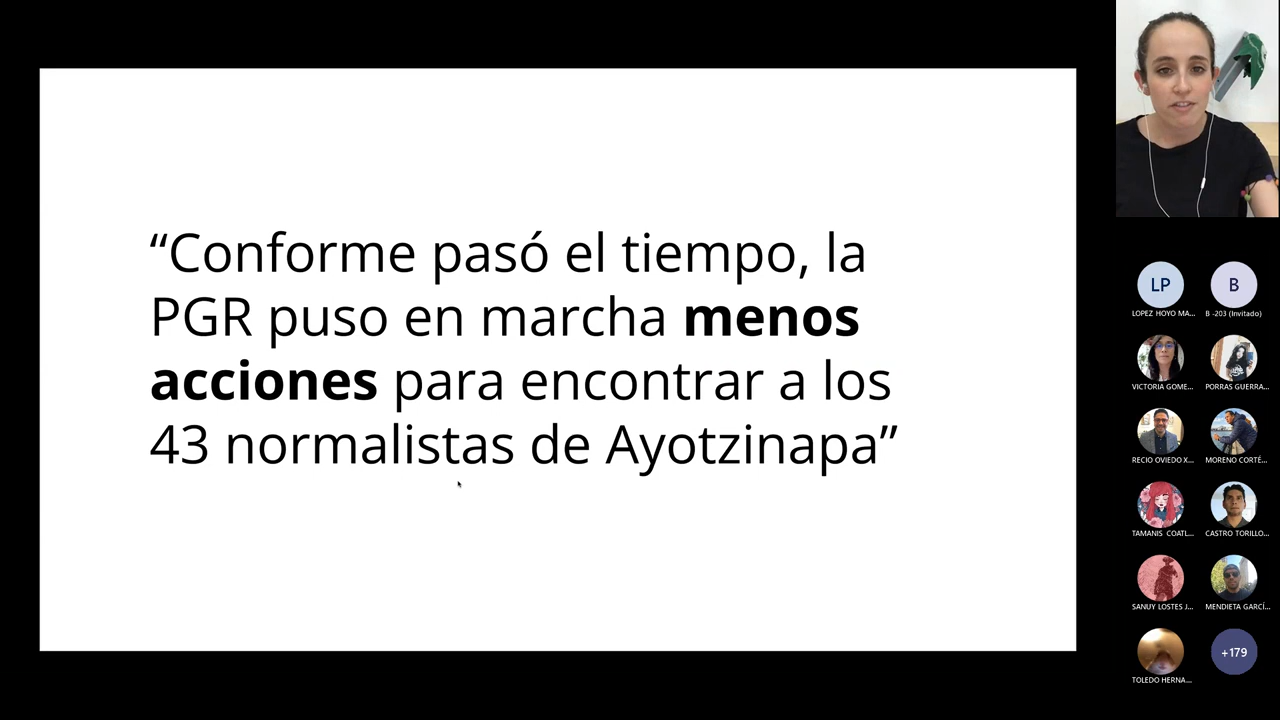 “Conforme pasó el tiempo, la
PGR puso en marcha menos
acciones para encontrar a los
43 normalistas de Ayotzinapa”
LP
B
LOPEZ HOYO MA...
B -203 (Invitado)
VICTORIA GOME...
PORRAS GUERRA...
RECIO OVIEDO X...
MORENO CORTÉ...
TAMANIS COATL...
CASTRO TORILLO...
SANUY LOSTES J...
MENDIETA GARCÍ...
+179
TOLEDO HERNA...